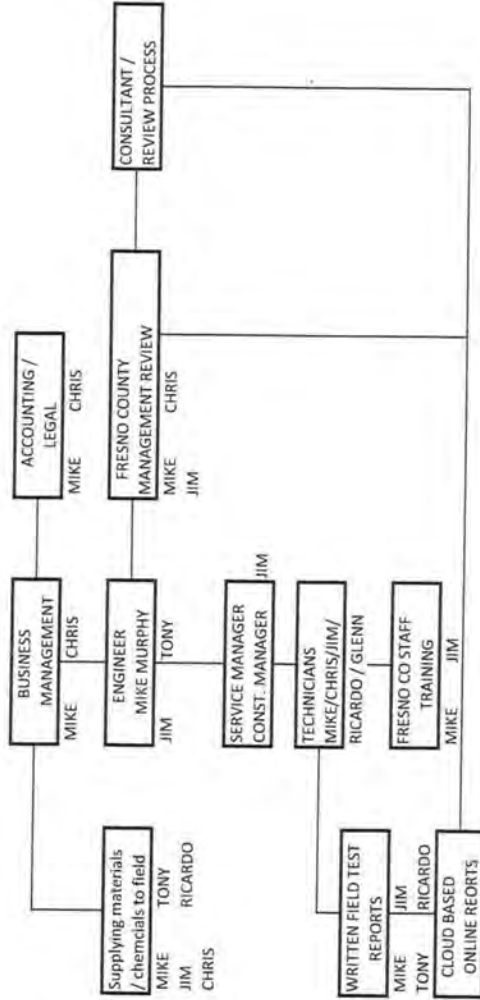 BUSINESS
MANAGEMENT
MIKE CHRIS
ACCOUNTING /
LEGAL
MIKE CHRIS
Supplying materials
/ chemcials to field
MIKE TONY
JIM RICARDO
CHRIS
ENGINEER
MIKE MURPHY
JIM TONY
FRESNO COUNTY
MANAGEMENT REVIEW
MIKE CHRIS
JIM
CONSULTANT /
REVIEW PROCESS
SERVICE MANAGER
CONST. MANAGER
JIM
TECHNICIANS
MIKE/CHRIS/JIM/
RICARDO / GLENN
FRESNO CO STAFF
TRAINING
MIKE JIM
WRITTEN FIELD TEST
REPORTS
MIKE JIM
TONY RICARDO
CLOUD BASED
ONLINE REORTS